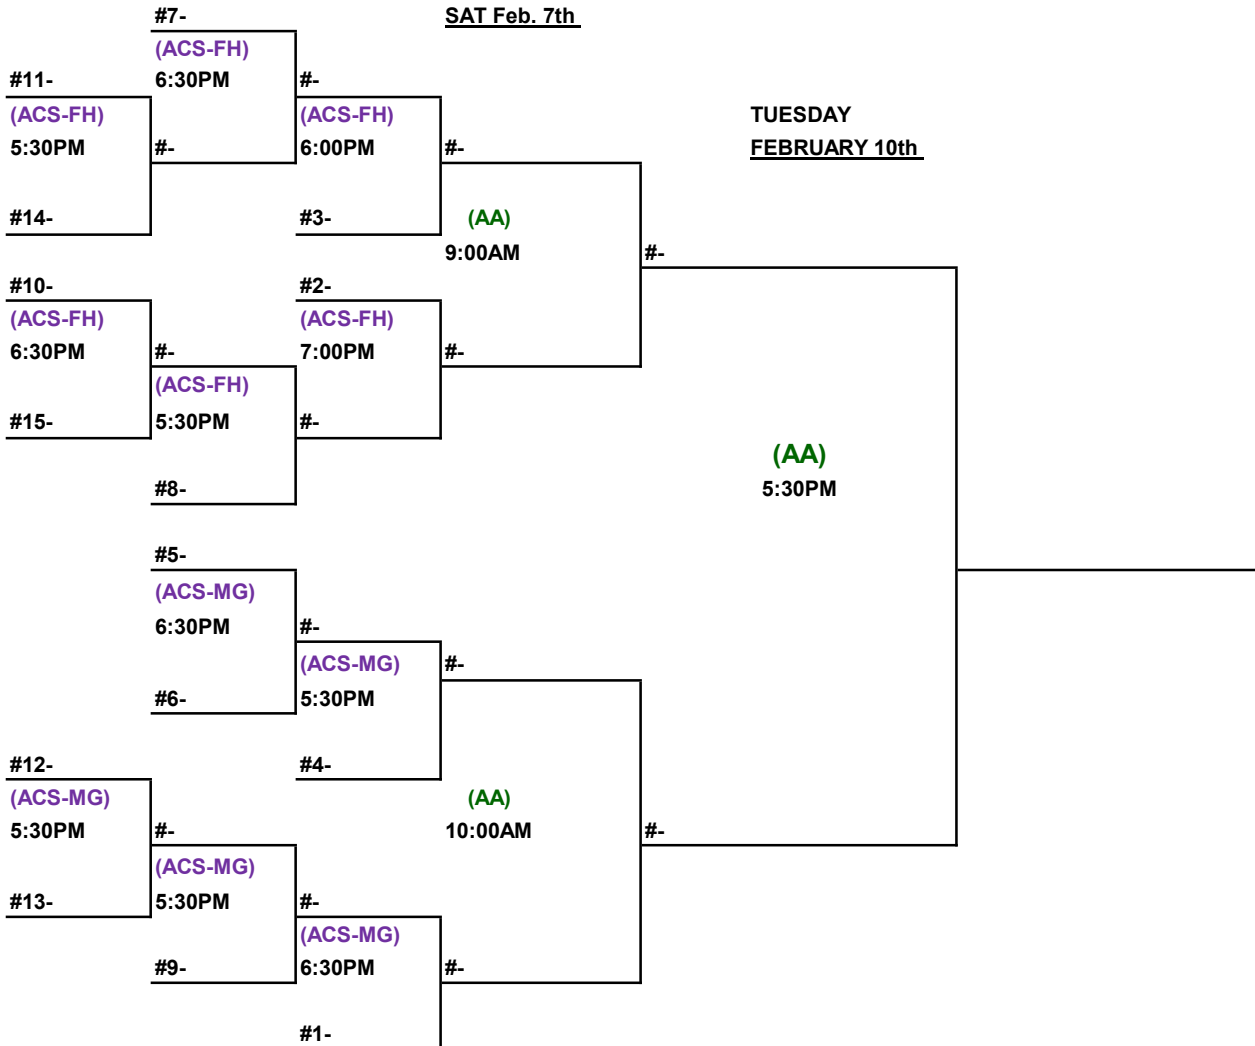 #7-
SAT Feb. 7th
(ACS-FH)
#11-
6:30PM
#-
(ACS-FH)
(ACS-FH)
TUESDAY
5:30PM
#-
6:00PM
#-
FEBRUARY 10th
#14-
#3-
(AA)
9:00AM
#-
#10-
#2-
(ACS-FH)
(ACS-FH)
6:30PM
#-
7:00PM
#-
(ACS-FH)
#15-
5:30PM
#-
(AA)
#8-
5:30PM
#5-
(ACS-MG)
6:30PM
#-
(ACS-MG)
#-
#6-
5:30PM
#12-
#4-
(ACS-MG)
(AA)
5:30PM
#-
10:00AM
#-
(ACS-MG)
#13-
5:30PM
#-
(ACS-MG)
#9-
6:30PM
#-
#1-